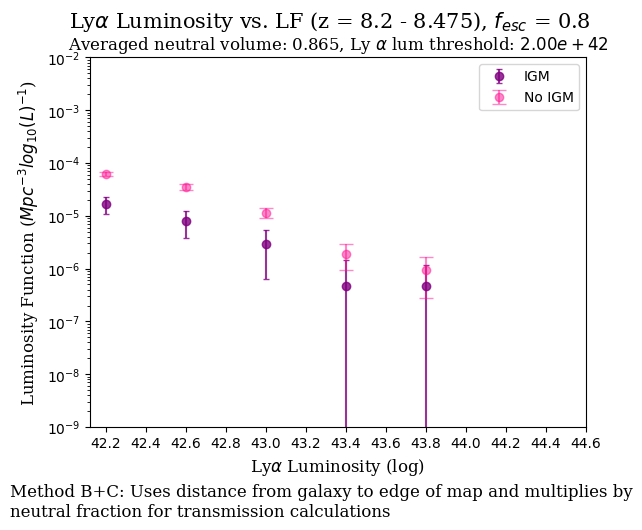 Lyα Luminosity vs. LF (z = 8.2 - 8.475), f_esc = 0.8
Averaged neutral volume: 0.865, Ly α lum threshold: 2.00e + 42
IGM
No IGM
Luminosity Function (Mpc⁻³log₁₀(L)⁻¹)
10⁻²
10⁻³
10⁻⁴
10⁻⁵
10⁻⁶
10⁻⁷
10⁻⁸
10⁻⁹
42.2 42.4 42.6 42.8 43.0 43.2 43.4 43.6 43.8 44.0 44.2 44.4 44.6
Lyα Luminosity (log)
Method B+C: Uses distance from galaxy to edge of map and multiplies by
neutral fraction for transmission calculations